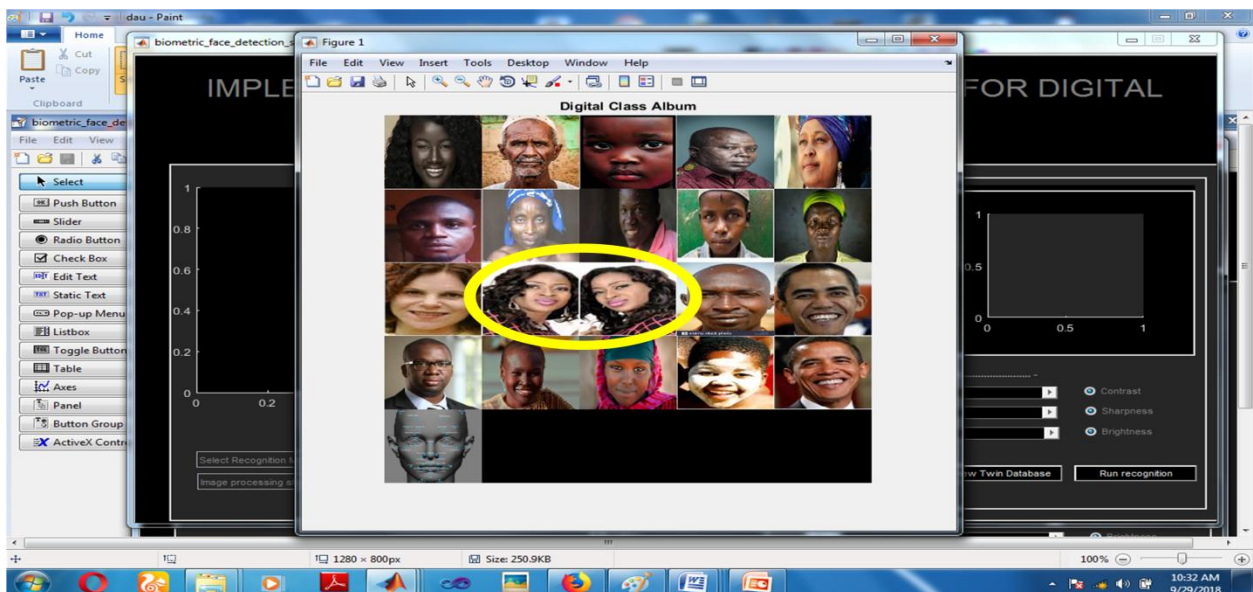 dau - Paint
Home
Cut
Copy
Paste
Clipboard
biometric_face_detection_s
Figure 1
File Edit View Insert Tools Desktop Window Help
IMPLE
FOR DIGITAL
Digital Class Album
biometric_face_de
File Edit View
Select
Push Button
Slider
Radio Button
Check Box
Edit Text
Static Text
Pop-up Menu
Listbox
Toggle Button
Table
Axes
Panel
Button Group
ActiveX Contr
1
0.8
0.6
0.4
0.2
0
0 0.2
1
0.5
0
0 0.5 1
Contrast
Sharpness
Brightness
Select Recognition M
Image processing st
ew Twin Database
Run recognition
Brightness
1280 × 800px
Size: 250.9KB
100%
10:32 AM
9/29/2018